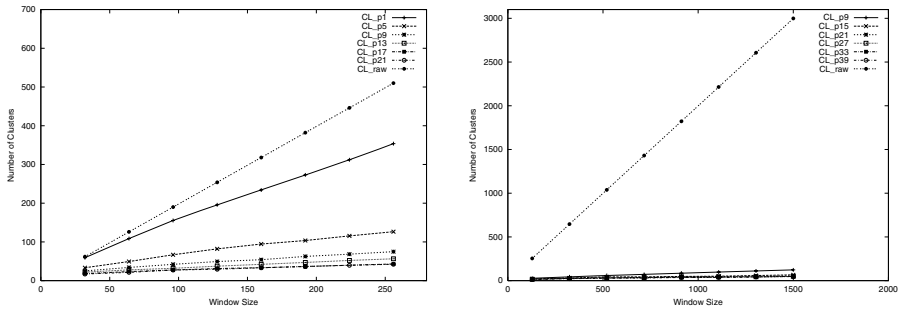 700
600
500
400
300
200
100
0
0
50
100
150
200
250
Number of Clusters
Window Size
CL_p1
CL_p5
CL_p9
CL_p13
CL_p17
CL_p21
CL_raw
3000
2500
2000
1500
1000
500
0
0
500
1000
1500
2000
Number of Clusters
Window Size
CL_p9
CL_p15
CL_p21
CL_p27
CL_p33
CL_p39
CL_raw